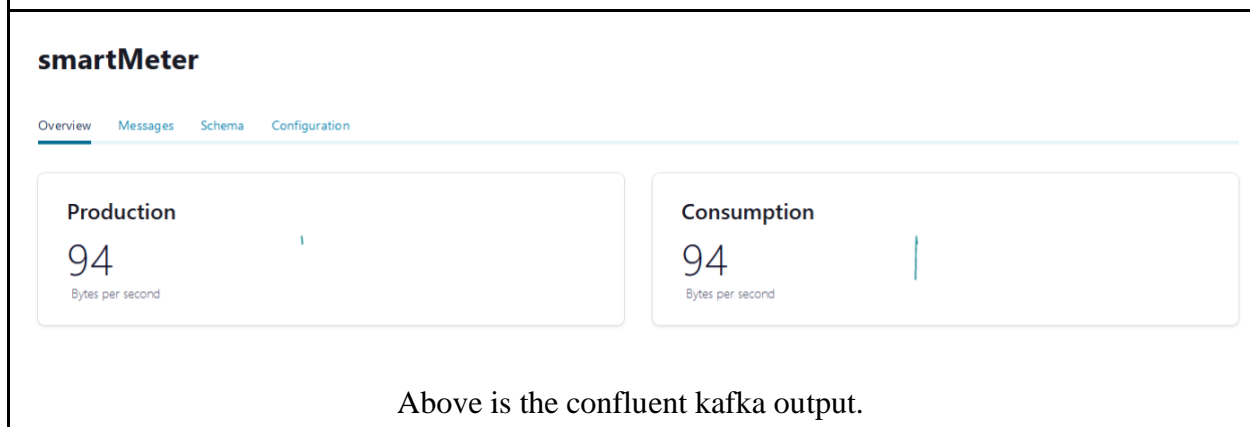 smartMeter
Overview Messages Schema Configuration
Production
94
Bytes per second
Consumption
94
Bytes per second
Above is the confluent kafka output.